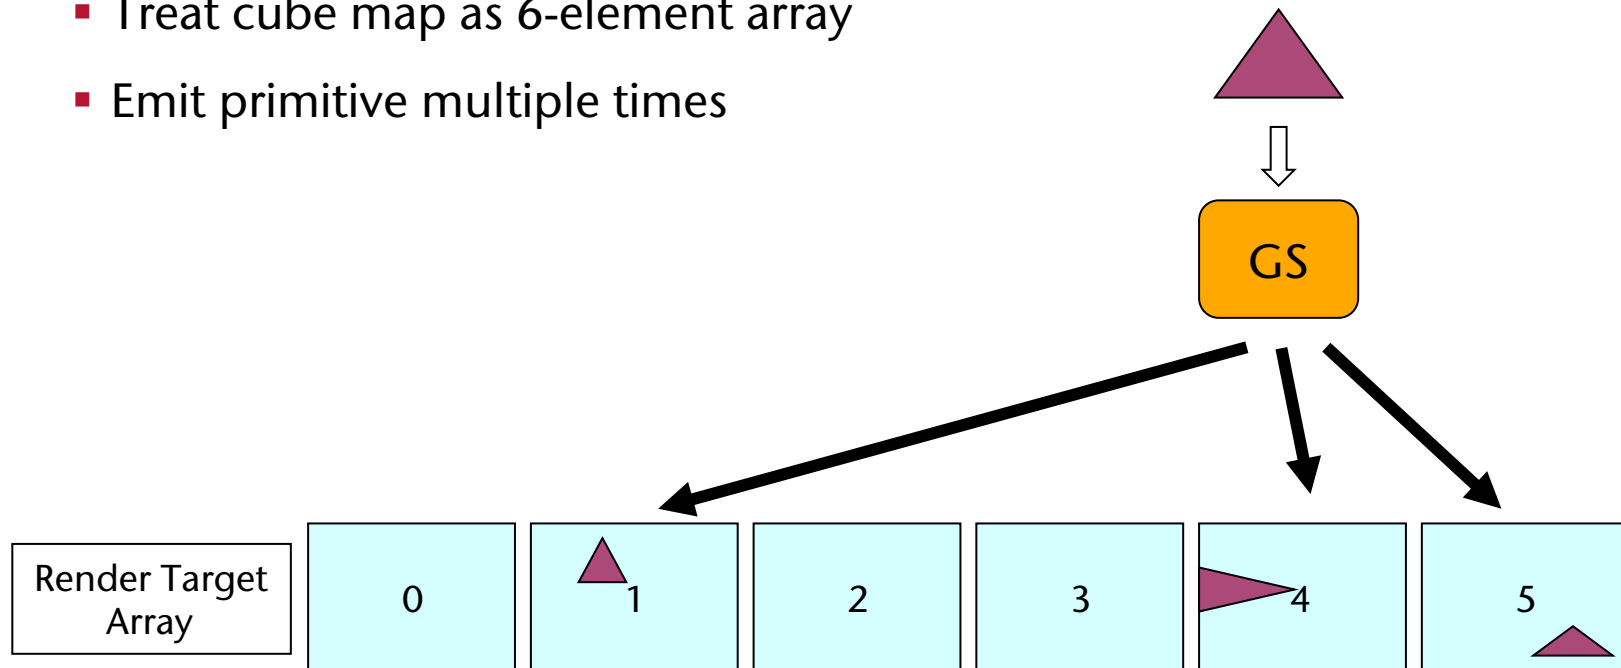 Treat cube map as 6-element array
Emit primitive multiple times
GS
Render Target
Array
0
1
2
3
4
5